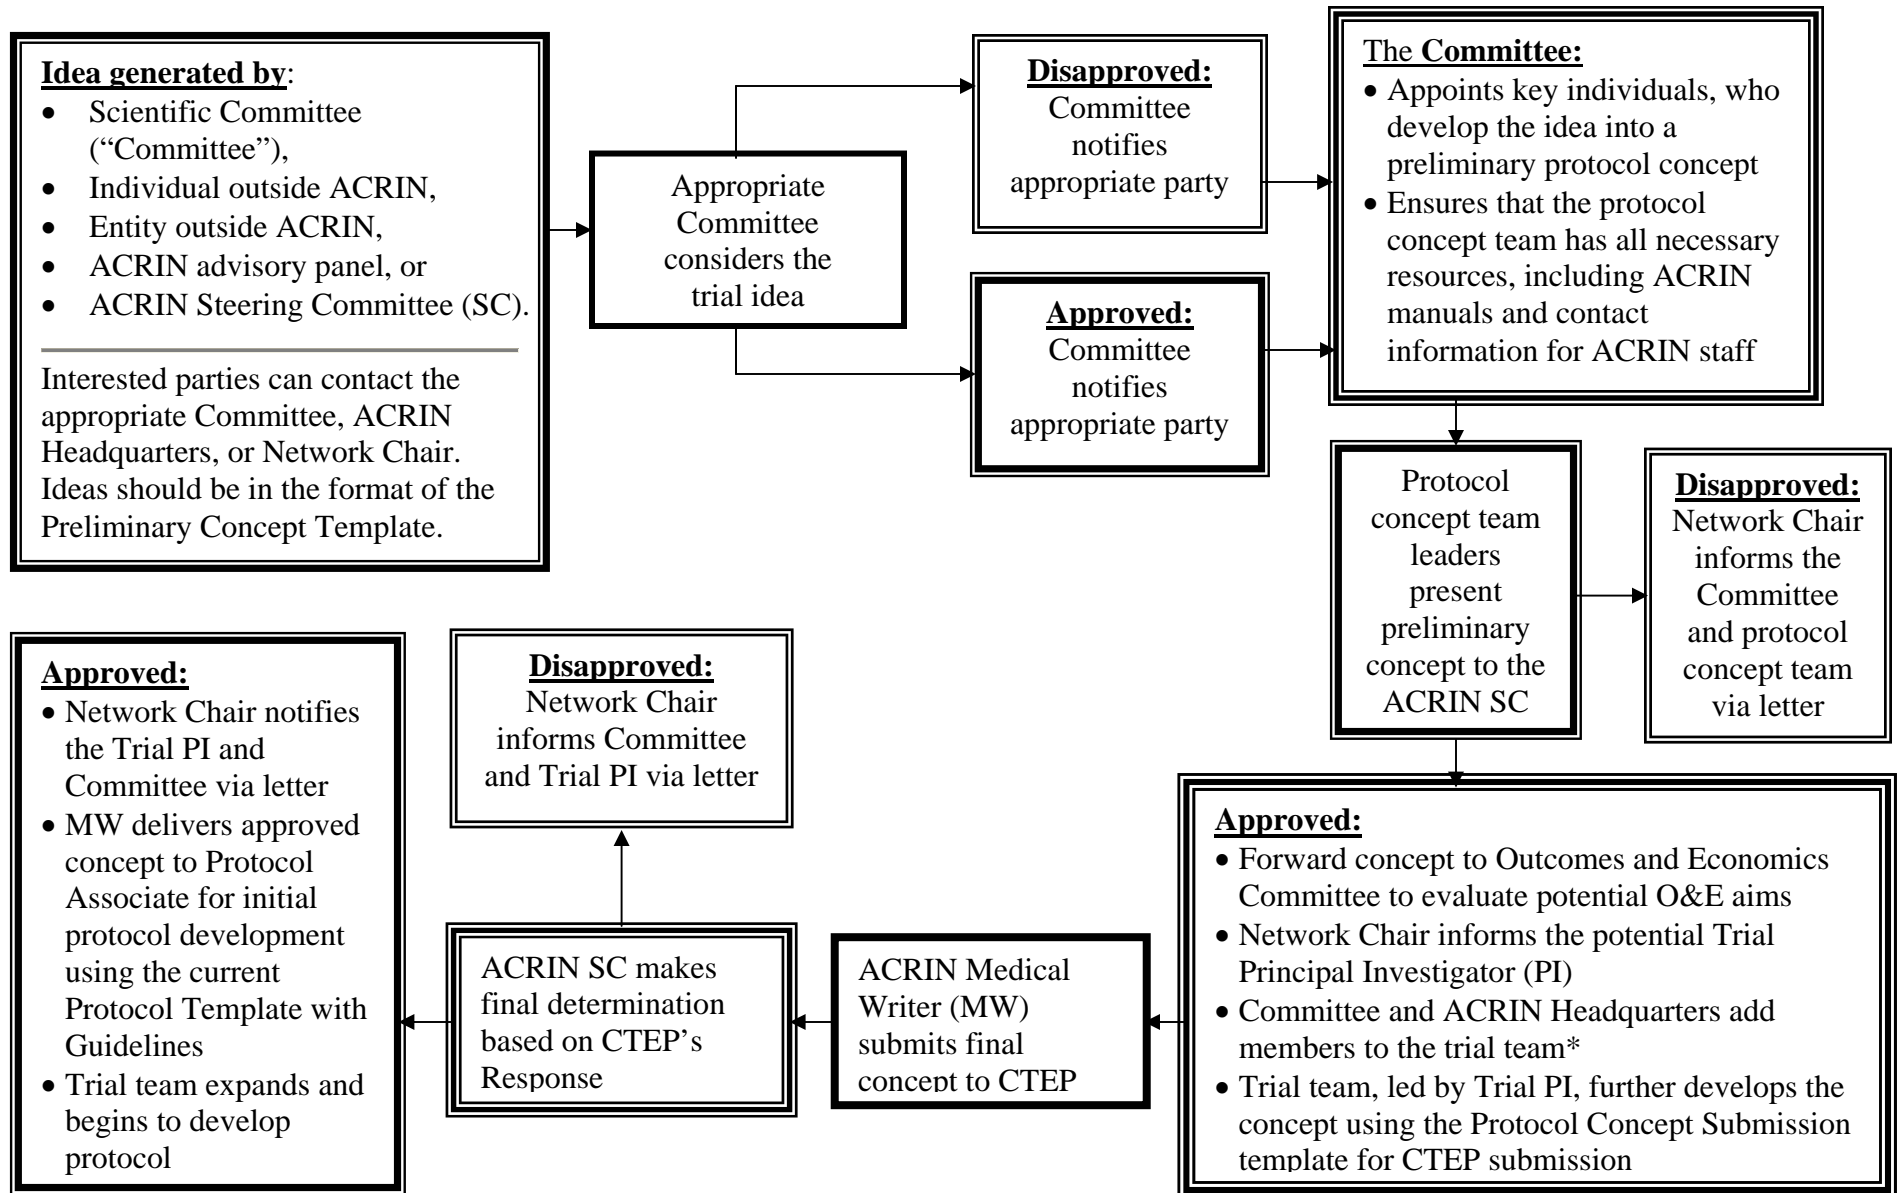 Idea generated by:
• Scientific Committee
(“Committee”),
• Individual outside ACRIN,
• Entity outside ACRIN,
• ACRIN advisory panel, or
• ACRIN Steering Committee (SC).
Interested parties can contact the
appropriate Committee, ACRIN
Headquarters, or Network Chair.
Ideas should be in the format of the
Preliminary Concept Template.
Appropriate
Committee
considers the
trial idea
Disapproved:
Committee
notifies
appropriate party
Approved:
Committee
notifies
appropriate party
The Committee:
• Appoints key individuals, who
develop the idea into a
preliminary protocol concept
• Ensures that the protocol
concept team has all necessary
resources, including ACRIN
manuals and contact
information for ACRIN staff
Protocol
concept team
leaders
present
preliminary
concept to the
ACRIN SC
Disapproved:
Network Chair
informs the
Committee
and protocol
concept team
via letter
Approved:
• Forward concept to Outcomes and Economics
Committee to evaluate potential O&E aims
• Network Chair informs the potential Trial
Principal Investigator (PI)
• Committee and ACRIN Headquarters add
members to the trial team*
• Trial team, led by Trial PI, further develops the
concept using the Protocol Concept Submission
template for CTEP submission
ACRIN Medical
Writer (MW)
submits final
concept to CTEP
ACRIN SC makes
final determination
based on CTEP’s
Response
Disapproved:
Network Chair
informs Committee
and Trial PI via letter
Approved:
• Network Chair notifies
the Trial PI and
Committee via letter
• MW delivers approved
concept to Protocol
Associate for initial
protocol development
using the current
Protocol Template with
Guidelines
• Trial team expands and
begins to develop
protocol